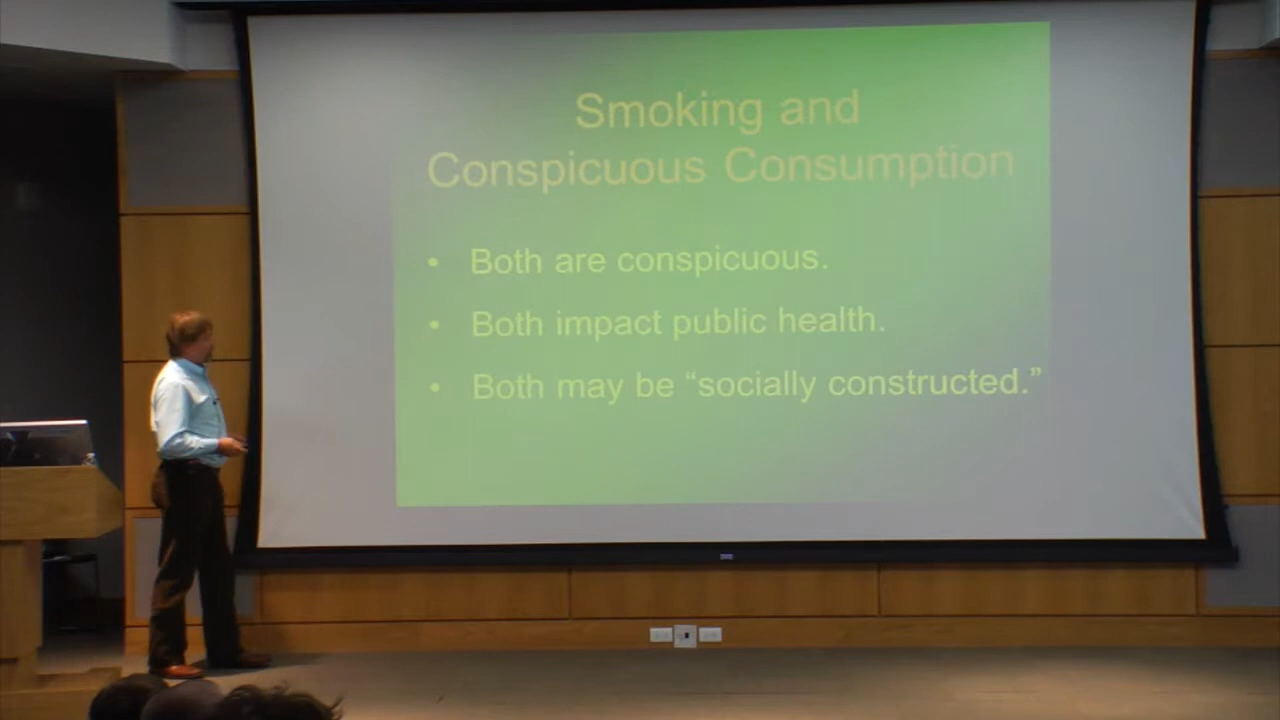 Smoking and
Conspicuous Consumption
• Both are conspicuous.
• Both impact public health.
• Both may be “socially constructed.”